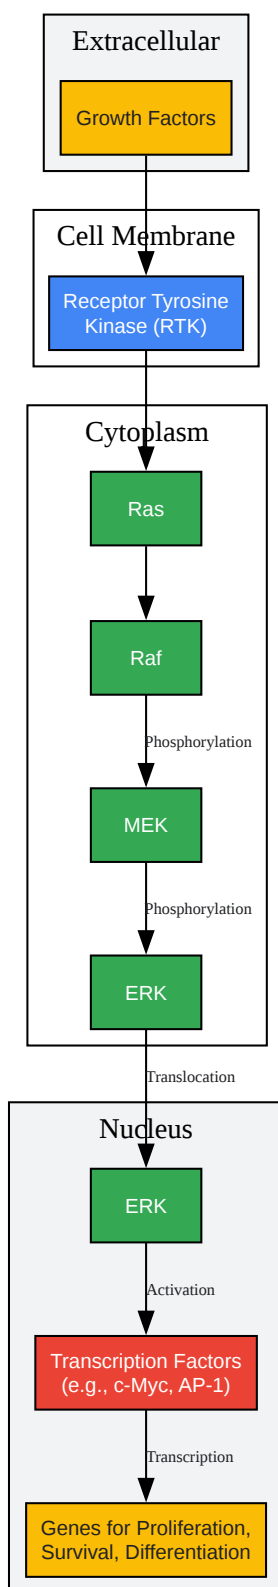 Extracellular
Growth Factors
Cell Membrane
Receptor Tyrosine
Kinase (RTK)
Cytoplasm
Ras
Raf
Phosphorylation
MEK
Phosphorylation
ERK
Translocation
Nucleus
ERK
Activation
Transcription Factors
(e.g., c-Myc, AP-1)
Transcription
Genes for Proliferation,
Survival, Differentiation